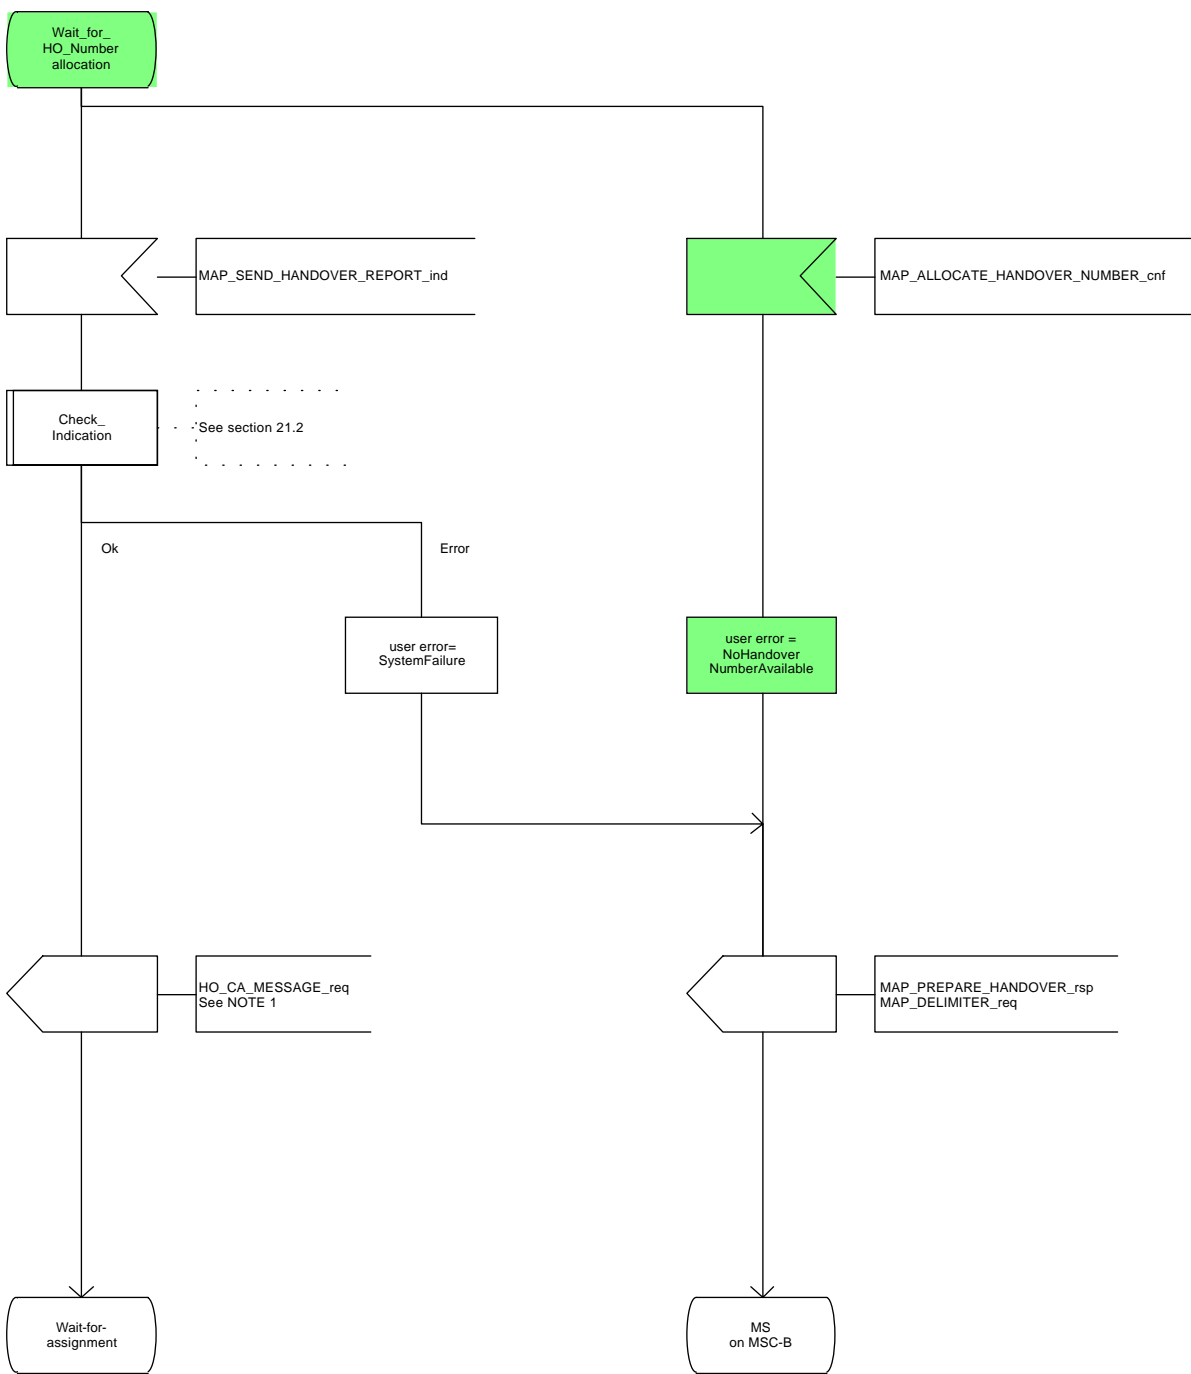 Wait_for_
HO_Number
allocation
MAP_SEND_HANDOVER_REPORT_ind
MAP_ALLOCATE_HANDOVER_NUMBER_cnf
Check_
Indication
See section 21.2
Ok
Error
user error=
SystemFailure
user error =
NoHandover
NumberAvailable
HO_CA_MESSAGE_req
See NOTE 1
MAP_PREPARE_HANDOVER_rsp
MAP_DELIMITER_req
Wait-for-
assignment
MS
on MSC-B